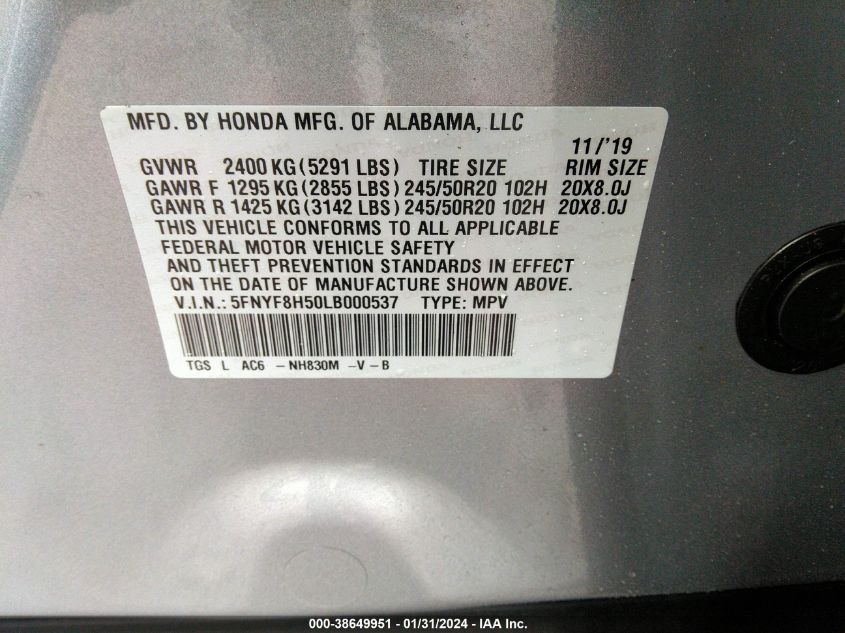 MFD. BY HONDA MFG. OF ALABAMA, LLC
11/'19
GVWR 2400 KG (5291 LBS) TIRE SIZE RIM SIZE
GAWR F 1295 KG (2855 LBS) 245/50R20 102H 20X8.0J
GAWR R 1425 KG (3142 LBS) 245/50R20 102H 20X8.0J
THIS VEHICLE CONFORMS TO ALL APPLICABLE
FEDERAL MOTOR VEHICLE SAFETY
AND THEFT PREVENTION STANDARDS IN EFFECT
ON THE DATE OF MANUFACTURE SHOWN ABOVE.
V.I.N.: 5FNYF8H50LB000537 TYPE: MPV
TGS L AC6 -NH830M -V-B
000-38649951 - 01/31/2024 - IAA Inc.